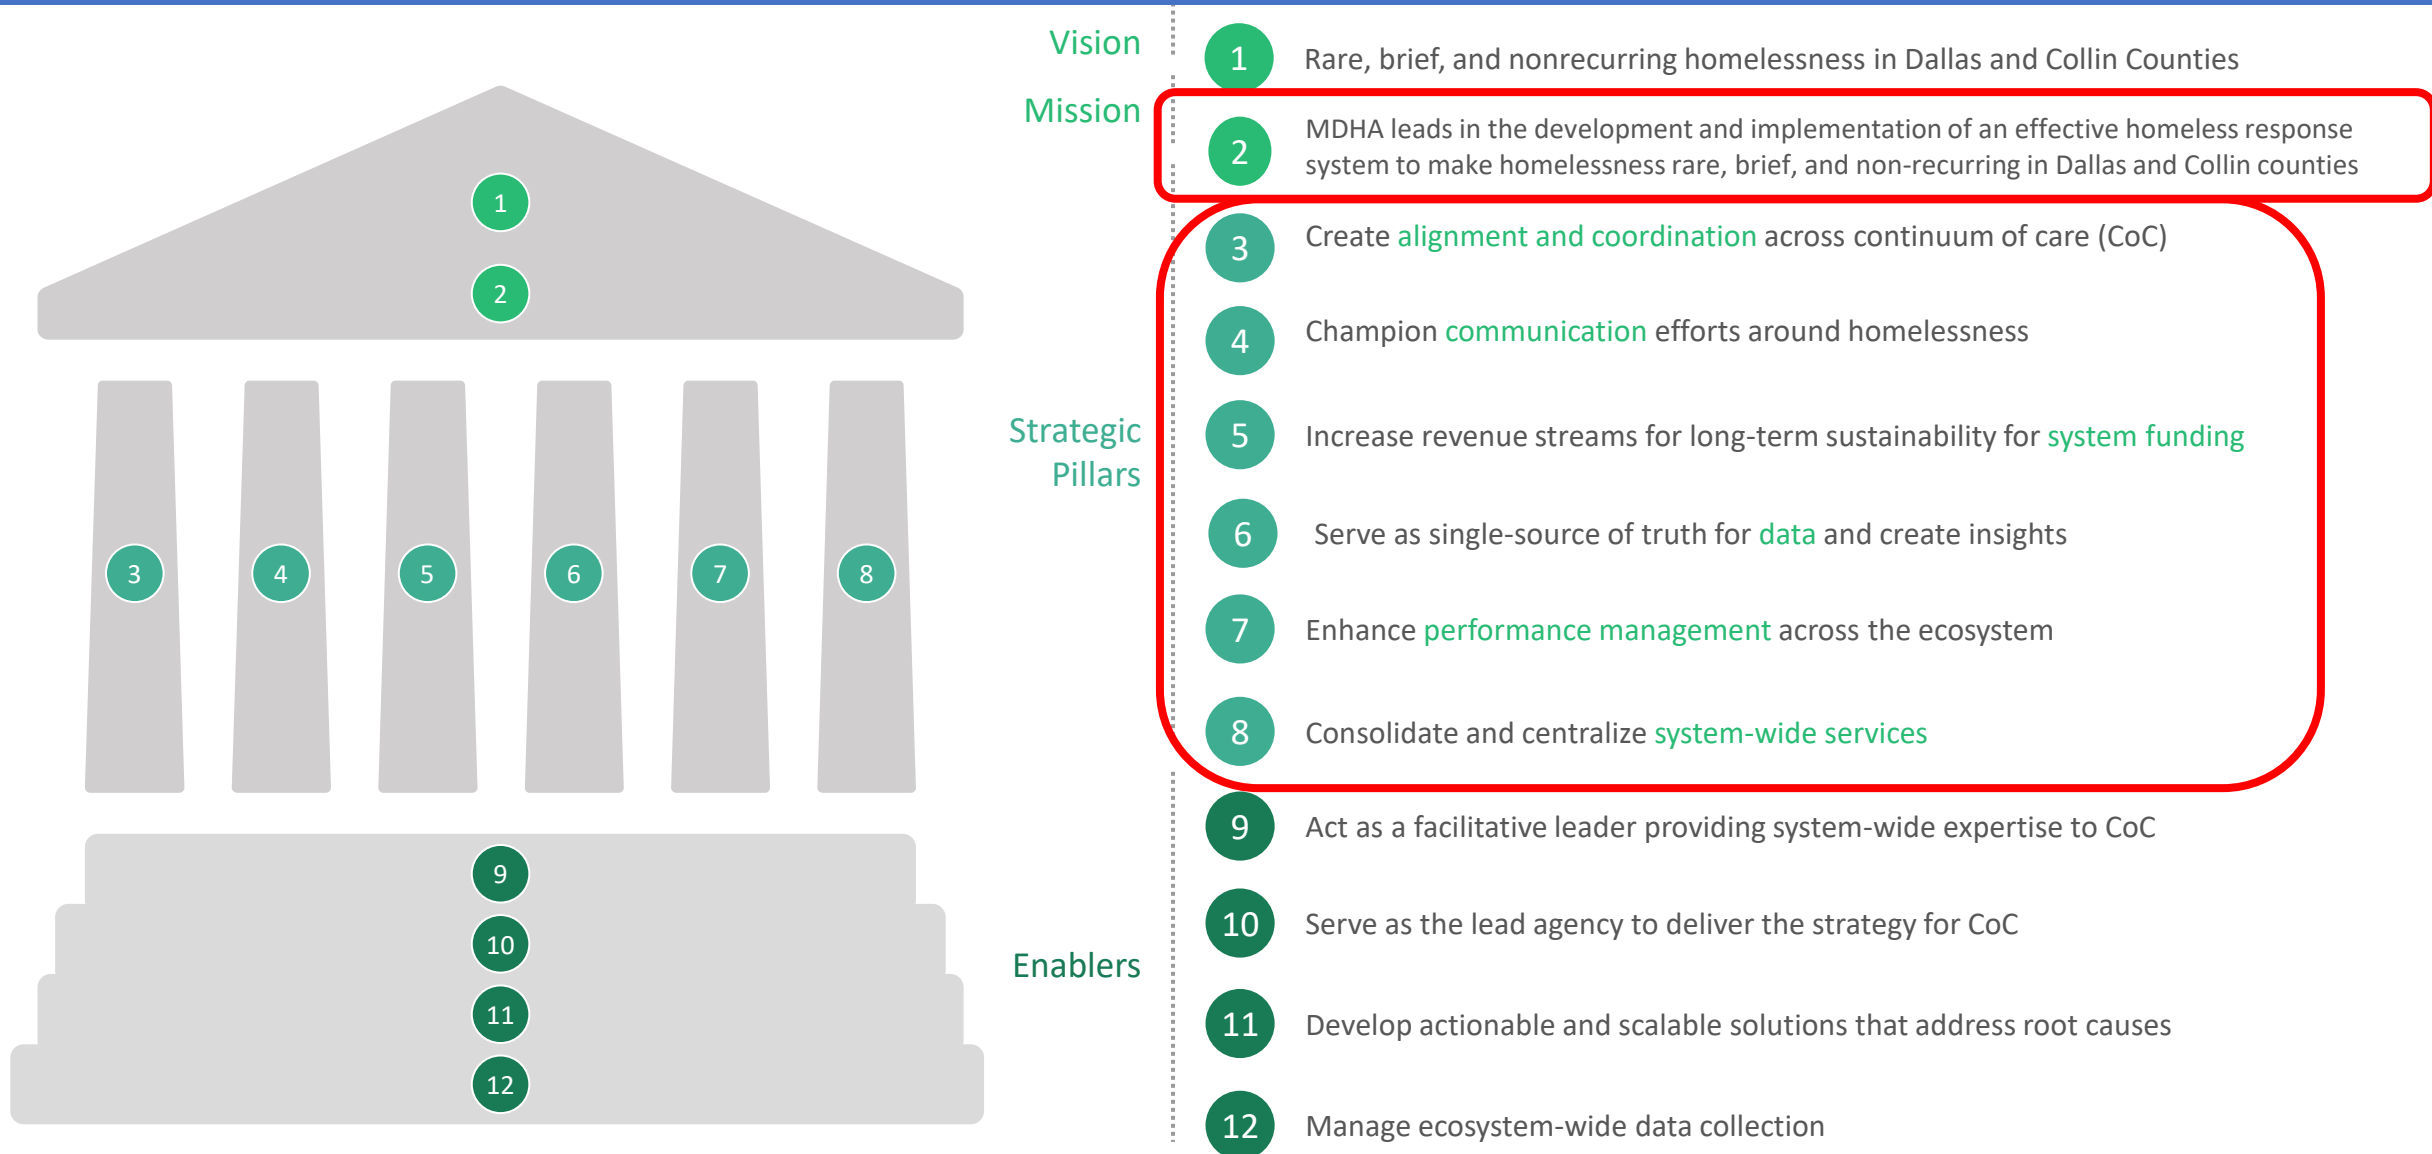 Vision
1 Rare, brief, and nonrecurring homelessness in Dallas and Collin Counties
Mission
2 MDHA leads in the development and implementation of an effective homeless response
system to make homelessness rare, brief, and non-recurring in Dallas and Collin counties
1
2
3 Create alignment and coordination across continuum of care (CoC)
4 Champion communication efforts around homelessness
Strategic
Pillars
5 Increase revenue streams for long-term sustainability for system funding
6 Serve as single-source of truth for data and create insights
3 4 5 6 7 8
7 Enhance performance management across the ecosystem
8 Consolidate and centralize system-wide services
9 Act as a facilitative leader providing system-wide expertise to CoC
9
10 Serve as the lead agency to deliver the strategy for CoC
10
Enablers
11 Develop actionable and scalable solutions that address root causes
11
12 Manage ecosystem-wide data collection
12